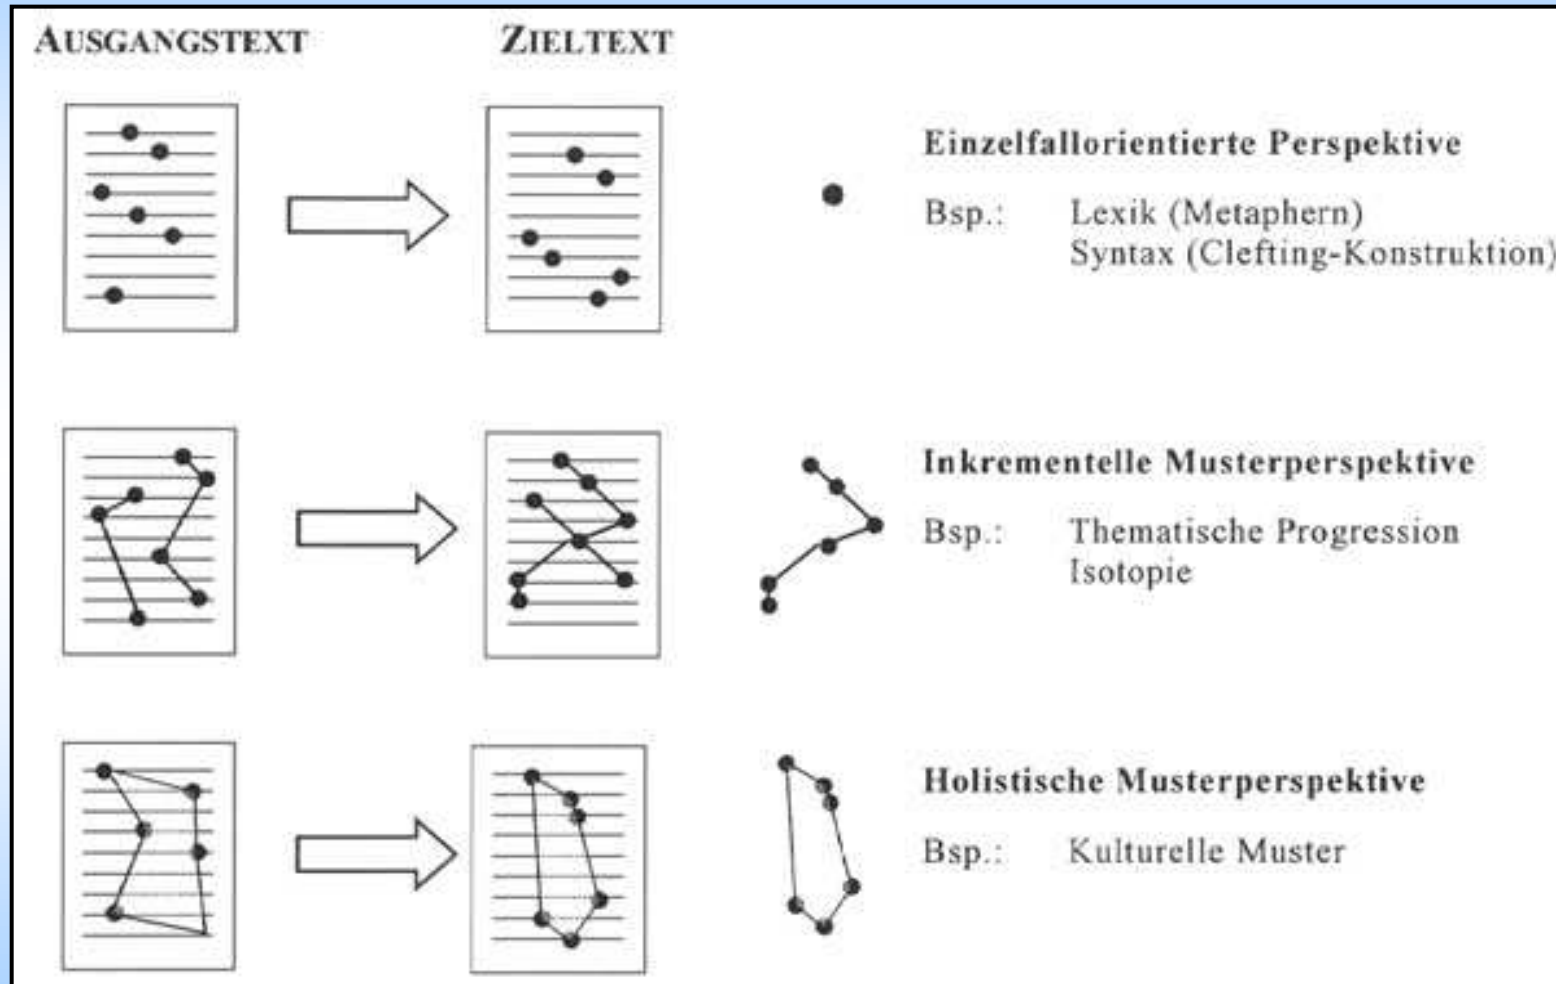 AUSGANGSTEXT ZIELTEXT
Einzelfallorientierte Perspektive
Bsp.: Lexik (Metaphern)
Syntax (Clefting-Konstruktion)
Inkrementelle Musterperspektive
Bsp.: Thematische Progression
Isotopie
Holistische Musterperspektive
Bsp.: Kulturelle Muster